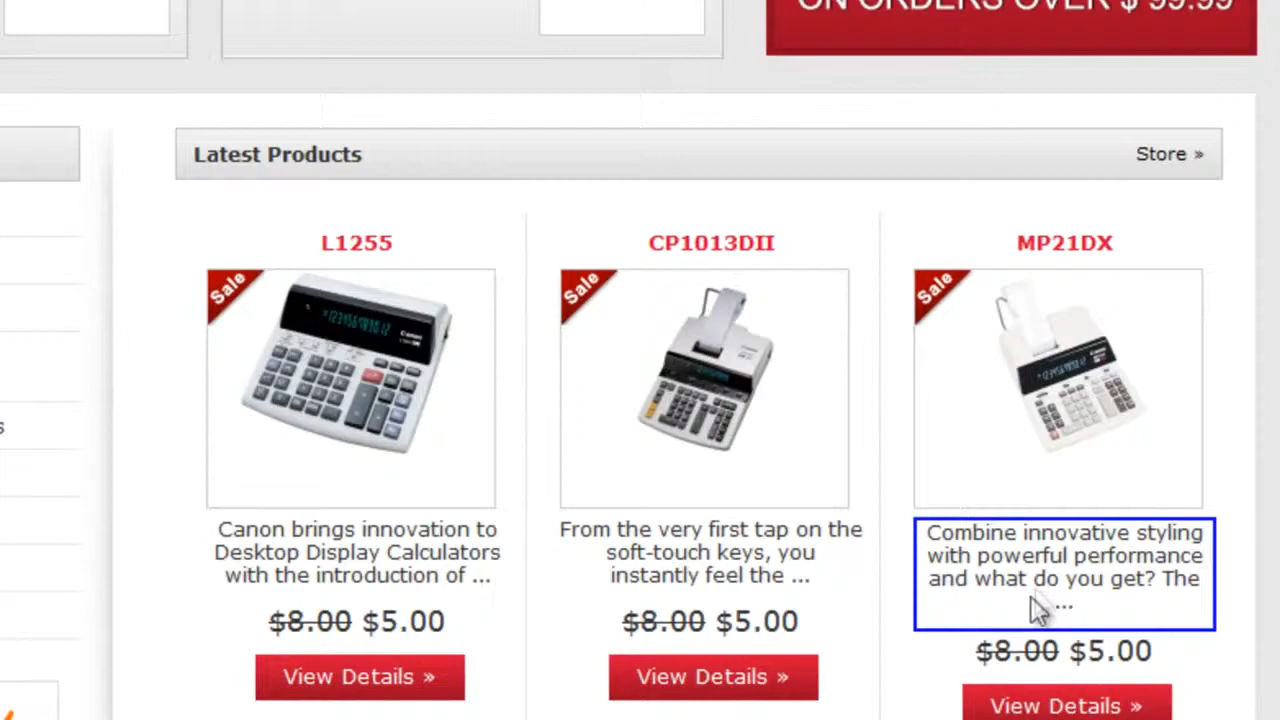 ON ORDERS OVER $ 99.99
Latest Products
Store »
L1255
CP1013DII
MP21DX
Sale
Sale
Sale
Canon brings innovation to
Desktop Display Calculators
with the introduction of ...
$8.00 $5.00
View Details »
From the very first tap on the
soft-touch keys, you
instantly feel the ...
$8.00 $5.00
View Details »
Combine innovative styling
with powerful performance
and what do you get? The
...
$8.00 $5.00
View Details »